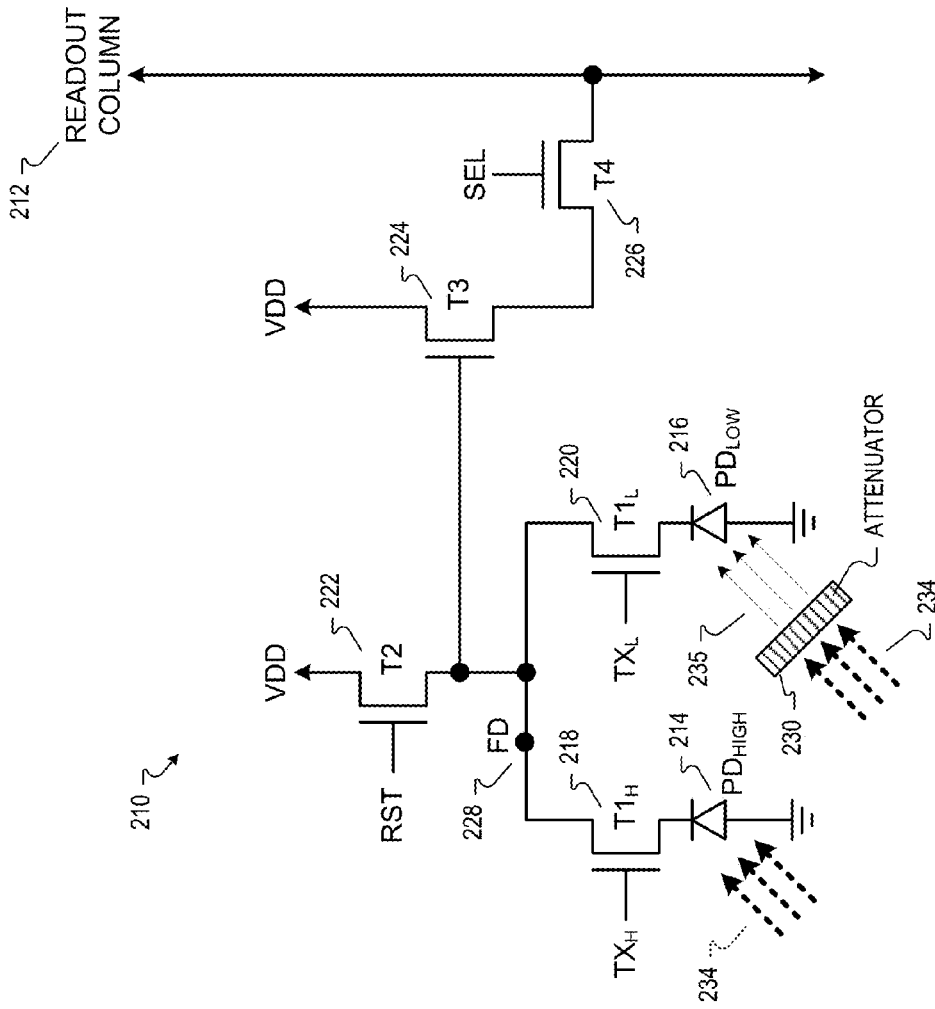 212
READOUT
COLUMN
SEL
T4
226
VDD
T3
224
VDD
T2
222
RST
210
FD
228
218
T1H
TXH
214
PDHIGH
234
220
T1L
TXL
216
PDLOW
235
230
234
ATTENUATOR